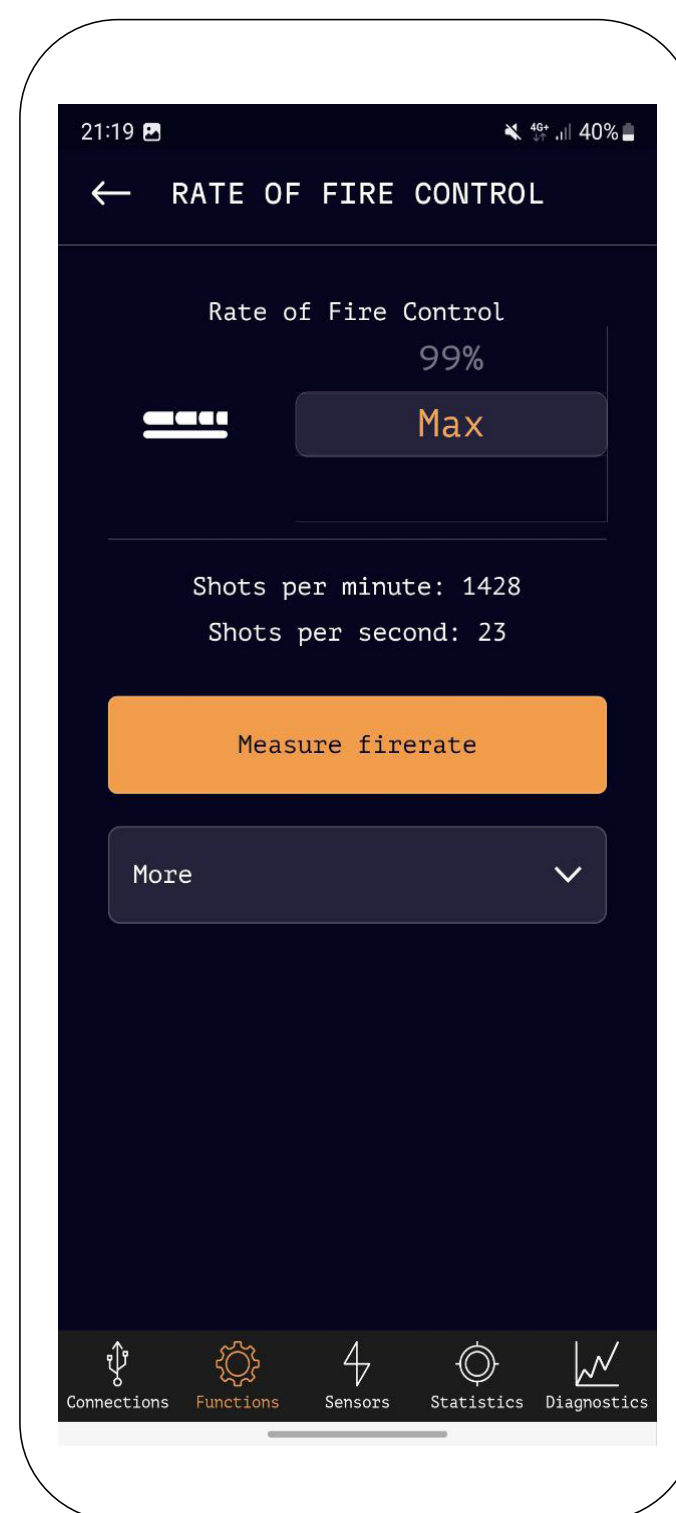 21:19 4G+ 40%
RATE OF FIRE CONTROL
Rate of Fire Control
99%
Max
Shots per minute: 1428
Shots per second: 23
Measure firerate
More
Connections Functions Sensors Statistics Diagnostics